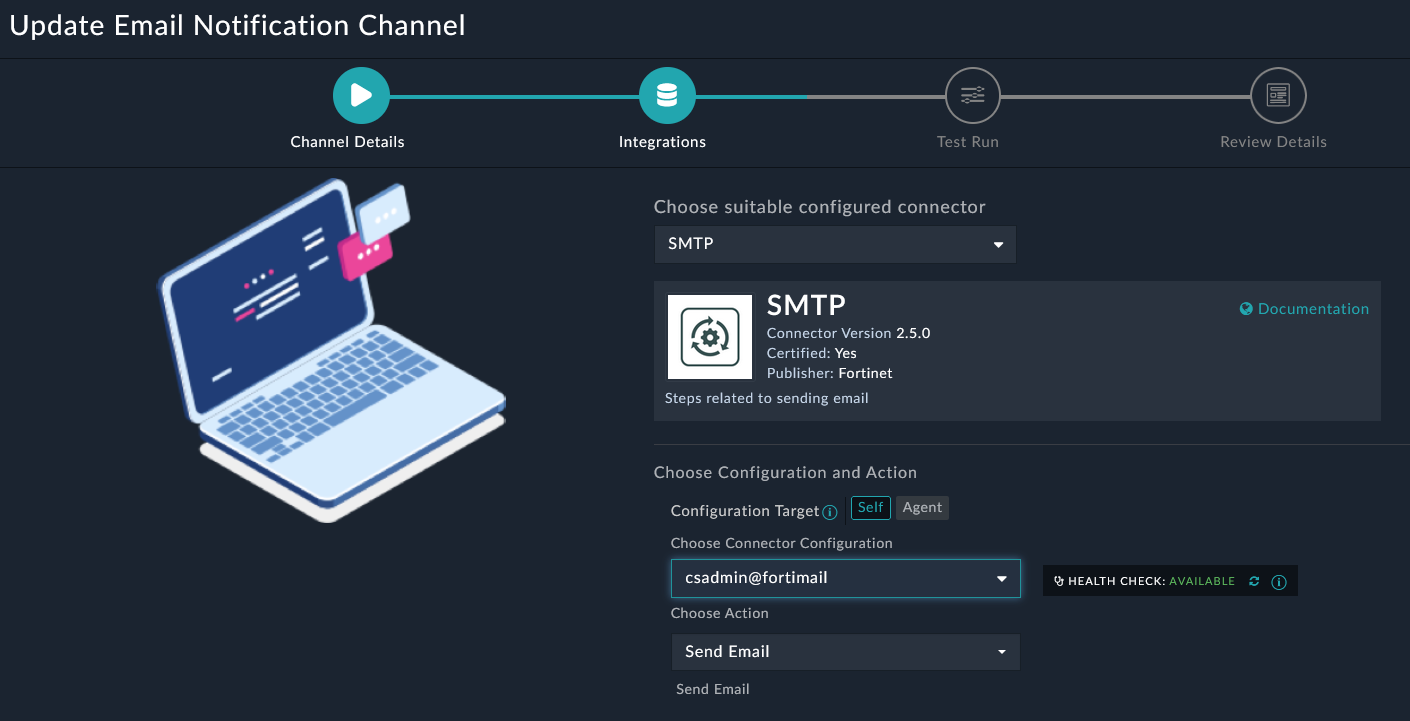 Update Email Notification Channel
Channel Details
Integrations
Test Run
Review Details
Choose suitable configured connector
SMTP
SMTP
Documentation
Connector Version 2.5.0
Certified: Yes
Publisher: Fortinet
Steps related to sending email
Choose Configuration and Action
Configuration Target Self Agent
Choose Connector Configuration
csadmin@fortimail
HEALTH CHECK: AVAILABLE
Choose Action
Send Email
Send Email